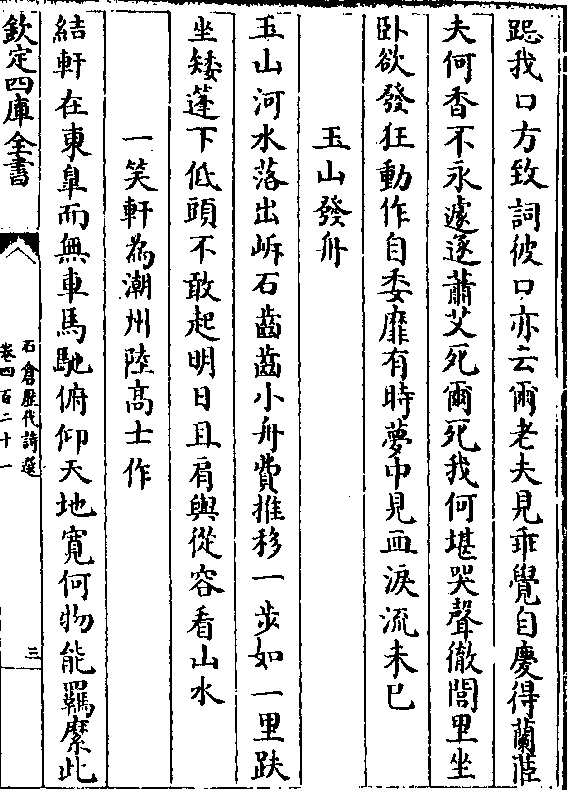 跽我口方致詞彼口亦云爾老夫見乖覺自慶得蘭茝
夫何香不永遽逐蕭艾死爾死我何堪哭聲徹閭里坐
卧欲發狂動作自委靡有時夢中見面淚流未已
玉山發舟
玉山河水落出岝石齒齒小舟費推移一步如一里趺
坐矮蓬下低頭不敢起明日且肩輿從容看山水
一笑軒為潮州陸髙士作
結軒在東臯而無車馬馳俯仰天地寛何物能羈縻此
欽定四庫全書
石倉歴代詩選
卷四百二十一
三